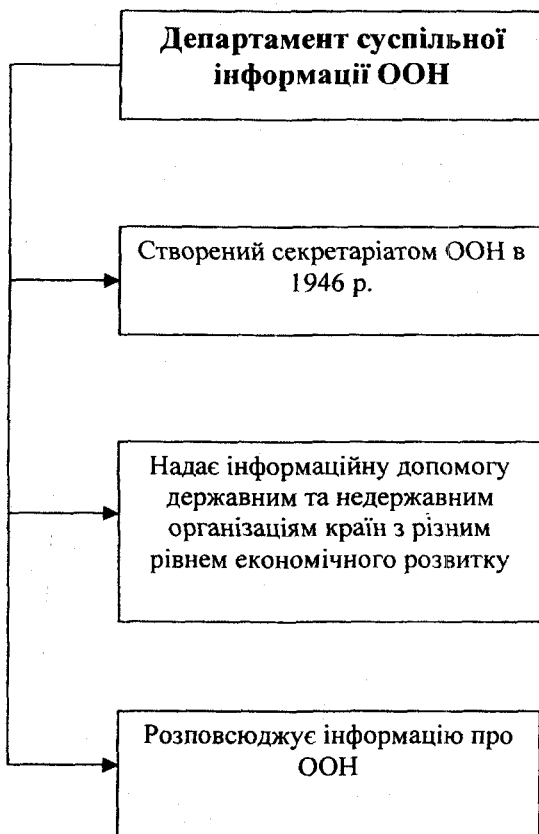 Департамент суспільної
інформації ООН
Створений секретаріатом ООН в
1946 р.
Надає інформаційну допомогу
державним та недержавним
організаціям країн з різним
рівнем економічного розвитку
Розповсюджує інформацію про
ООН